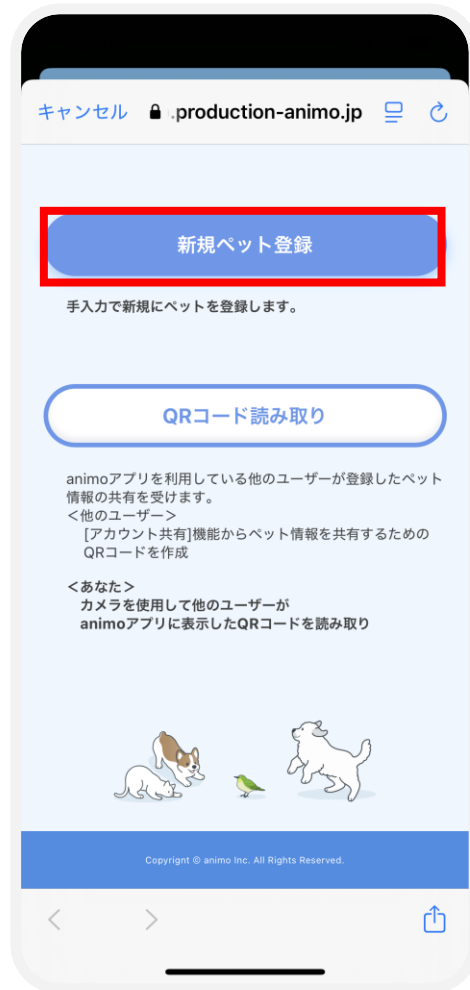 キャンセル .production-animo.jp
新規ペット登録
手入力で新規にペットを登録します。
QRコード読み取り
animoアプリを利用している他のユーザーが登録したペット
情報の共有を受けます。
<他のユーザー>
[アカウント共有]機能からペット情報を共有するための
QRコードを作成
<あなた>
カメラを使用して他のユーザーが
animoアプリに表示したQRコードを読み取り
Copyright © animo Inc. All Rights Reserved.